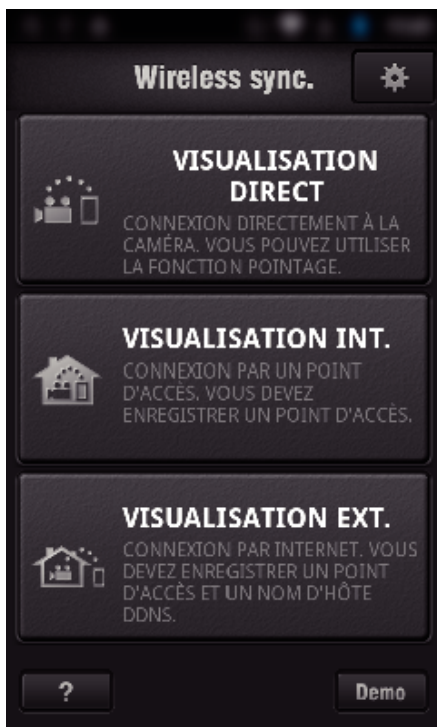 Wireless sync.
VISUALISATION
DIRECT
CONNEXION DIRECTEMENT À LA
CAMÉRA. VOUS POUVEZ UTILISER
LA FONCTION POINTAGE.
VISUALISATION INT.
CONNEXION PAR UN POINT
D'ACCÈS. VOUS DEVEZ
ENREGISTRER UN POINT D'ACCÈS.
VISUALISATION EXT.
CONNEXION PAR INTERNET. VOUS
DEVEZ ENREGISTRER UN POINT
D'ACCÈS ET UN NOM D'HÔTE
DDNS.
?
Demo